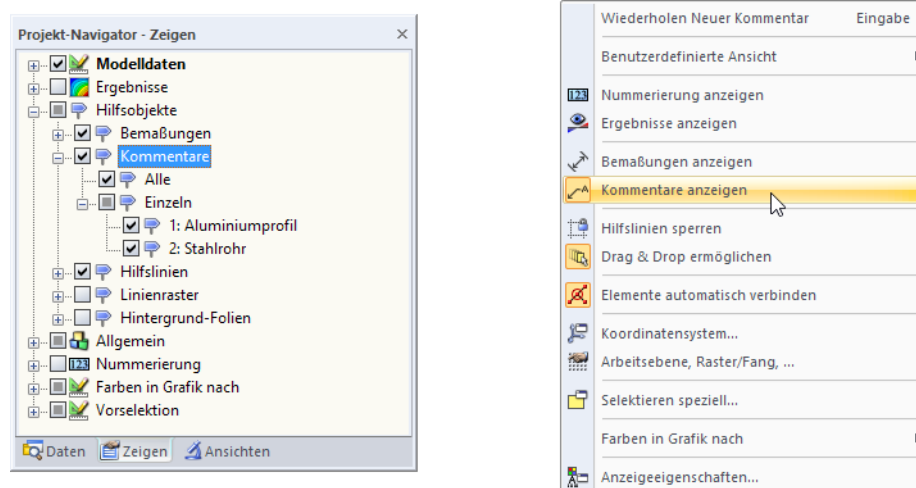 Projekt-Navigator - Zeigen
Modelldaten
Ergebnisse
Hilfsobjekte
Bemaßungen
Kommentare
Alle
Einzeln
1: Aluminiumprofil
2: Stahlrohr
Hilfslinien
Linienraster
Hintergrund-Folien
Allgemein
123 Nummerierung
Farben in Grafik nach
Vorselektion
Daten Zeigen Ansichten
Wiederholen Neuer Kommentar Eingabe
Benutzerdefinierte Ansicht
123 Nummerierung anzeigen
Ergebnisse anzeigen
Bemaßungen anzeigen
A Kommentare anzeigen
Hilfslinien sperren
Drag & Drop ermöglichen
Elemente automatisch verbinden
Koordinatensystem...
Arbeitsebene, Raster/Fang, ...
Selektieren speziell...
Farben in Grafik nach
Anzeigeeigenschaften...